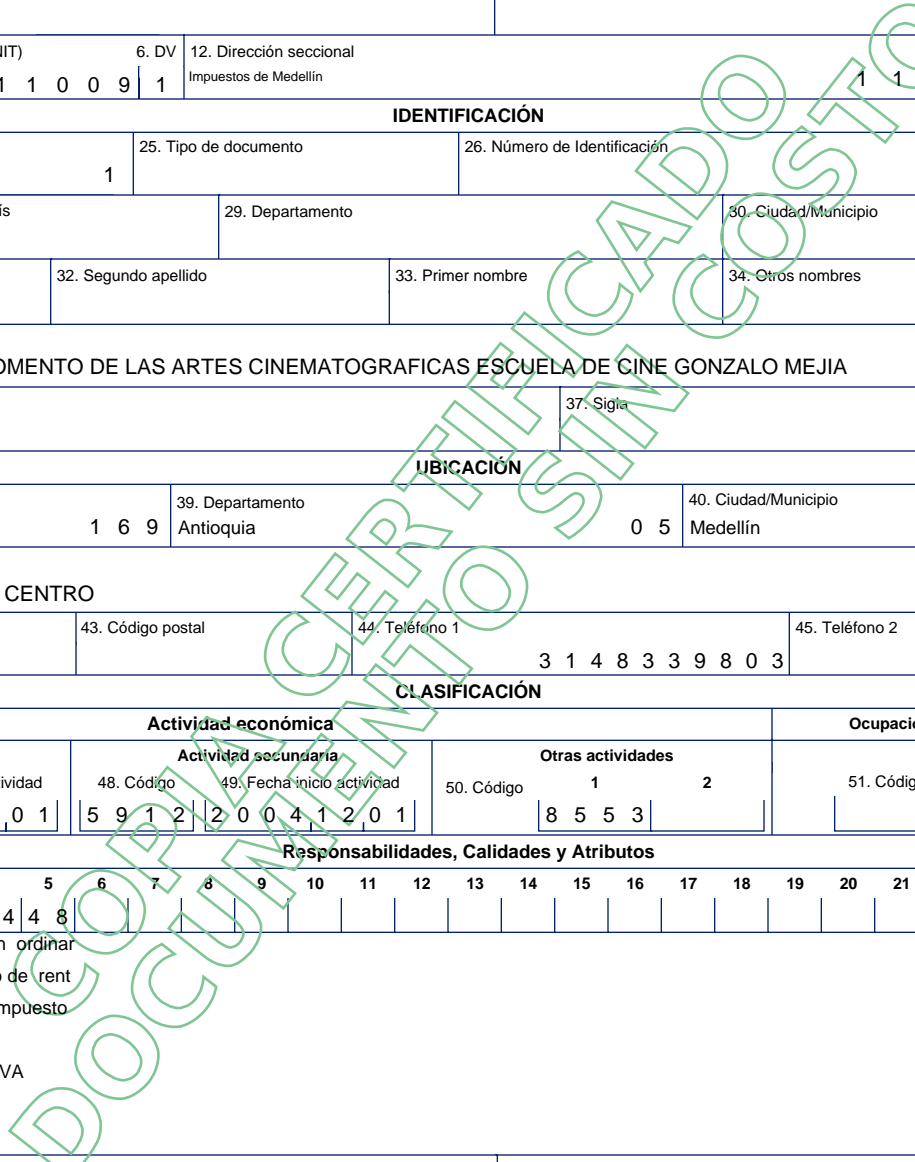 NIT) 6. DV 12. Dirección seccional
1 1 0 0 9 1 Impuestos de Medellín 1 1
IDENTIFICACIÓN
25. Tipo de documento 26. Número de Identificación
1
ís 29. Departamento 30. Ciudad/Municipio
32. Segundo apellido 33. Primer nombre 34. Otros nombres
OMENTO DE LAS ARTES CINEMATOGRAFICAS ESCUELA DE CINE GONZALO MEJIA
37. Sigla
UBICACIÓN
39. Departamento 40. Ciudad/Municipio
1 6 9 Antioquia 0 5 Medellín
CENTRO
43. Código postal 44. Teléfono 1 45. Teléfono 2
3 1 4 8 3 3 9 8 0 3
CLASIFICACIÓN
Actividad económica Ocupació
Actividad secundaria Otras actividades
ividad 48. Código 49. Fecha inicio actividad 50. Código 1 2 51. Códig
0 1 5 9 1 2 2 0 0 4 1 2 0 1 8 5 5 3
Responsabilidades, Calidades y Atributos
5 6 7 8 9 10 11 12 13 14 15 16 17 18 19 20 21
4 4 8
n ordinar
o de rent
mpuesto
VA
COPIA CERTIFICADO
DOCUMENTO SIN COSTO